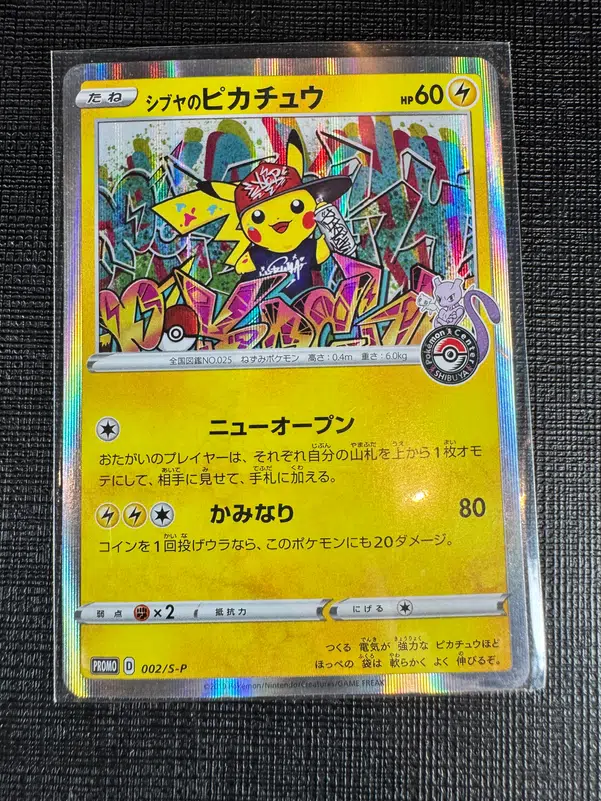 たね シブヤのピカチュウ HP60
Pokémon Center
SHIBUYA
全国図鑑NO.025 ねずみポケモン 高さ:0.4m 重さ:6.0kg
ニューオープン
おたがいのプレイヤーは、それぞれ自分の山札を上から1枚オモ
テにして、相手に見せて、手札に加える。
かみなり 80
コインを1回投げウラなら、このポケモンにも20ダメージ。
弱点 ×2 抵抗力 にげる
つくる 電気が 強力な ピカチュウほど
ほっぺの 袋は 軟らかく よく 伸びるぞ。
PROMO D 002/S-P
Pokémon/Nintendo/Creatures/GAME FREAK